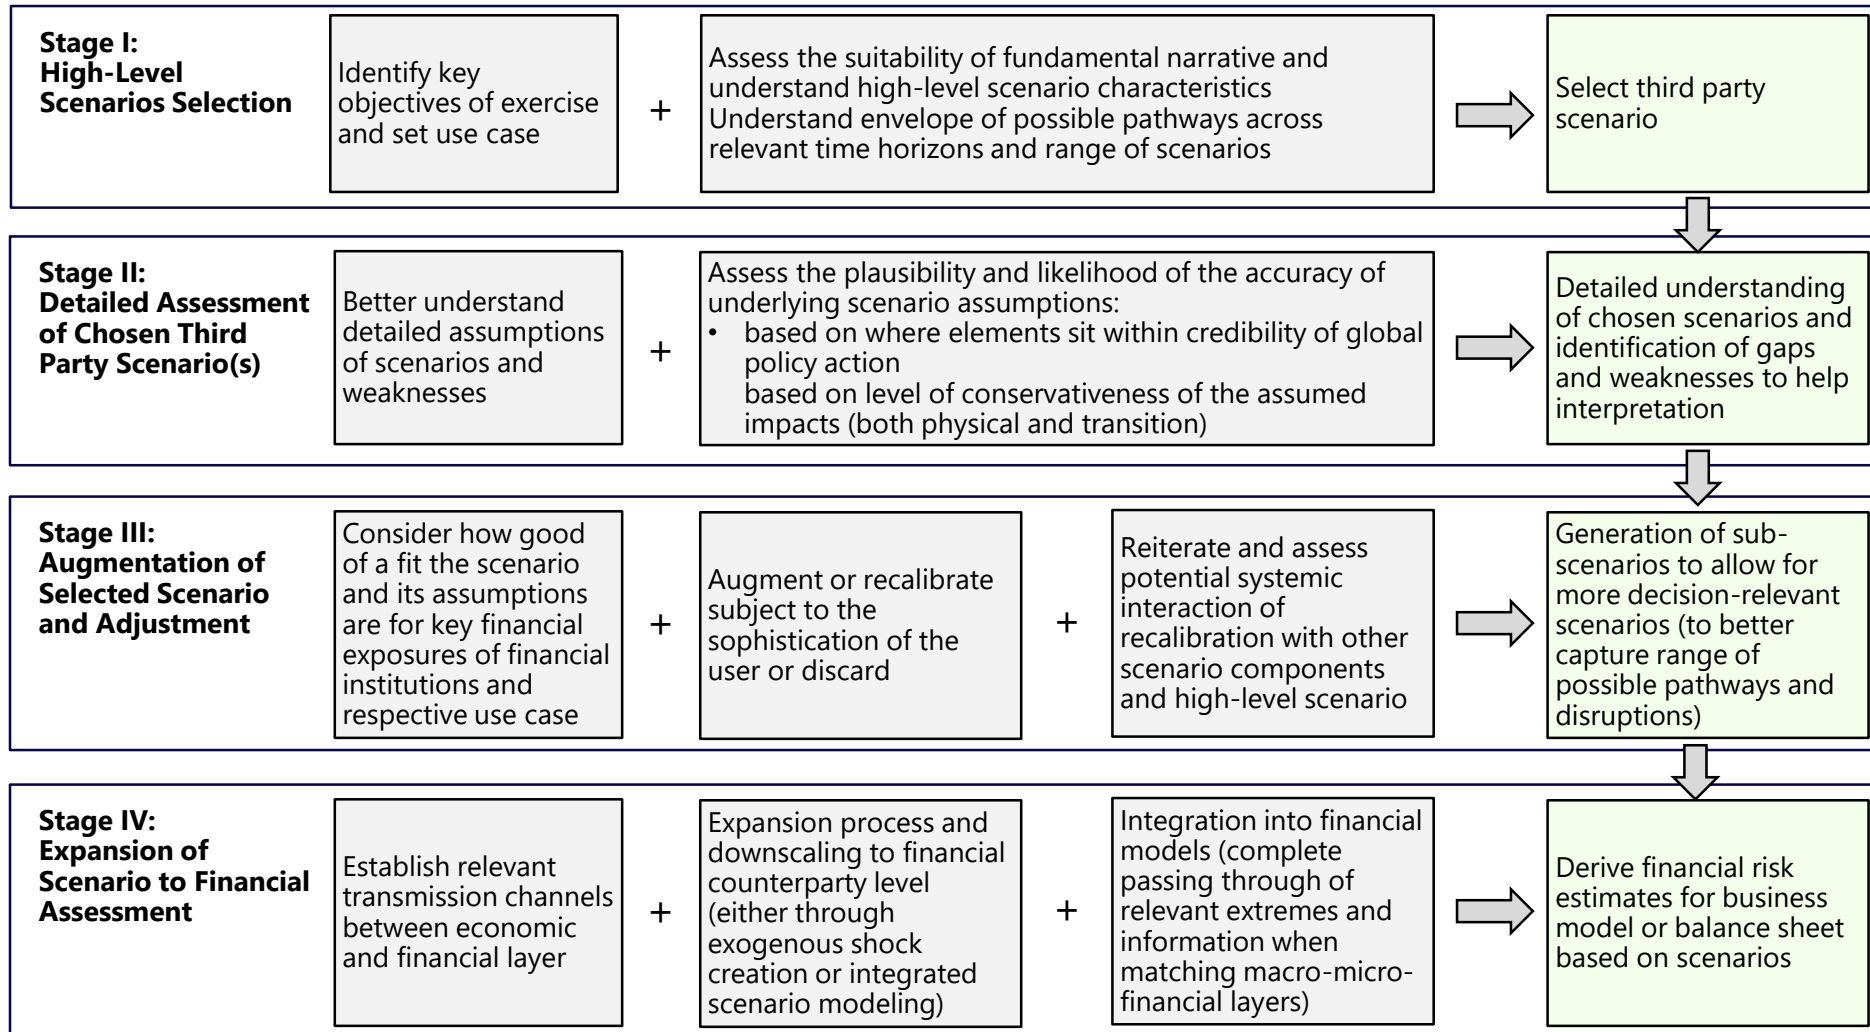 Stage I:
High-Level
Scenarios Selection
Identify key
objectives of exercise
and set use case
+
Assess the suitability of fundamental narrative and
understand high-level scenario characteristics
Understand envelope of possible pathways across
relevant time horizons and range of scenarios
Select third party
scenario
Stage II:
Detailed Assessment
of Chosen Third
Party Scenario(s)
Better understand
detailed assumptions
of scenarios and
weaknesses
+
Assess the plausibility and likelihood of the accuracy of
underlying scenario assumptions:
• based on where elements sit within credibility of global
policy action
based on level of conservativeness of the assumed
impacts (both physical and transition)
Detailed understanding
of chosen scenarios and
identification of gaps
and weaknesses to help
interpretation
Stage III:
Augmentation of
Selected Scenario
and Adjustment
Consider how good
of a fit the scenario
and its assumptions
are for key financial
exposures of financial
institutions and
respective use case
+
Augment or recalibrate
subject to the
sophistication of the
user or discard
+
Reiterate and assess
potential systemic
interaction of
recalibration with other
scenario components
and high-level scenario
Generation of sub-
scenarios to allow for
more decision-relevant
scenarios (to better
capture range of
possible pathways and
disruptions)
Stage IV:
Expansion of
Scenario to Financial
Assessment
Establish relevant
transmission channels
between economic
and financial layer
+
Expansion process and
downscaling to financial
counterparty level
(either through
exogenous shock
creation or integrated
scenario modeling)
+
Integration into financial
models (complete
passing through of
relevant extremes and
information when
matching macro-micro-
financial layers)
Derive financial risk
estimates for business
model or balance sheet
based on scenarios